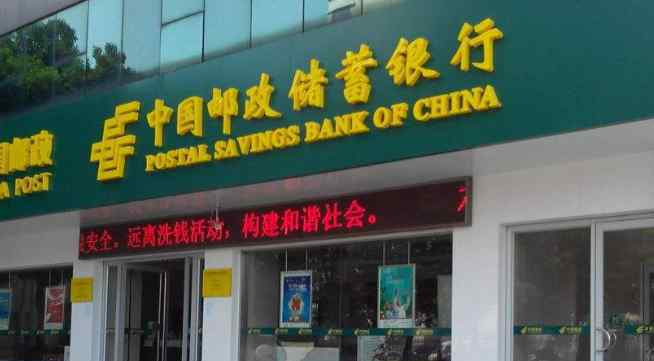 中国邮政储蓄银行
POSTAL SAVINGS BANK OF CHINA
邮政
POST
安全。远离洗钱活动，构建和谐社会。